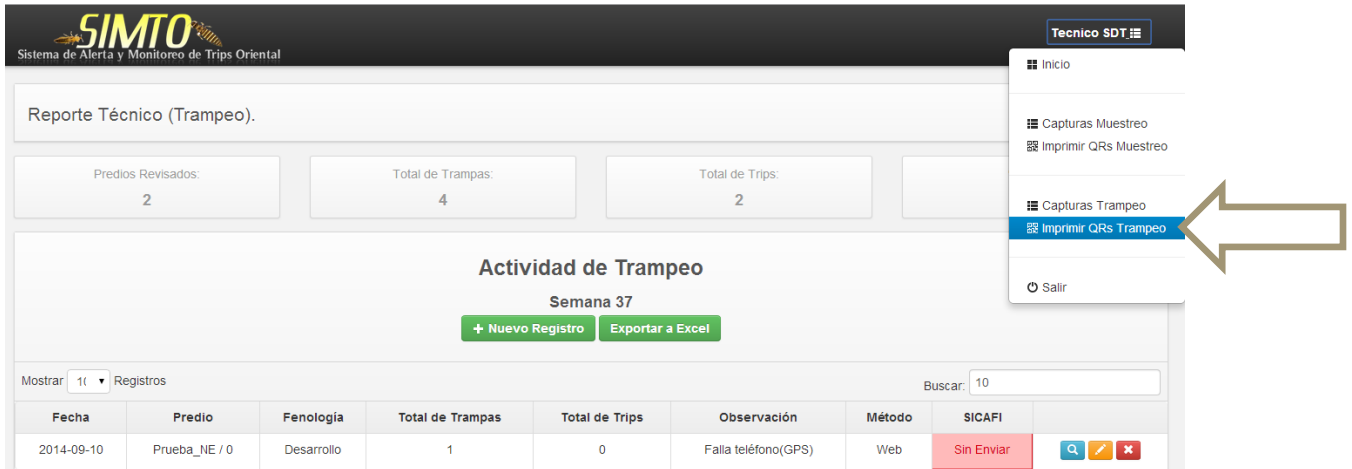 SIMTO
Sistema de Alerta y Monitoreo de Trips Oriental
Tecnico SDT
Inicio
Capturas Muestreo
Imprimir QRs Muestreo
Capturas Trampeo
Imprimir QRs Trampeo
Salir
Reporte Técnico (Trampeo).
Predios Revisados:
2
Total de Trampas:
4
Total de Trips:
2
Actividad de Trampeo
Semana 37
+ Nuevo Registro Exportar a Excel
Mostrar 10 Registros Buscar: 10
Fecha Predio Fenología Total de Trampas Total de Trips Observación Método SICAFI
2014-09-10 Prueba_NE / 0 Desarrollo 1 0 Falla teléfono(GPS) Web Sin Enviar